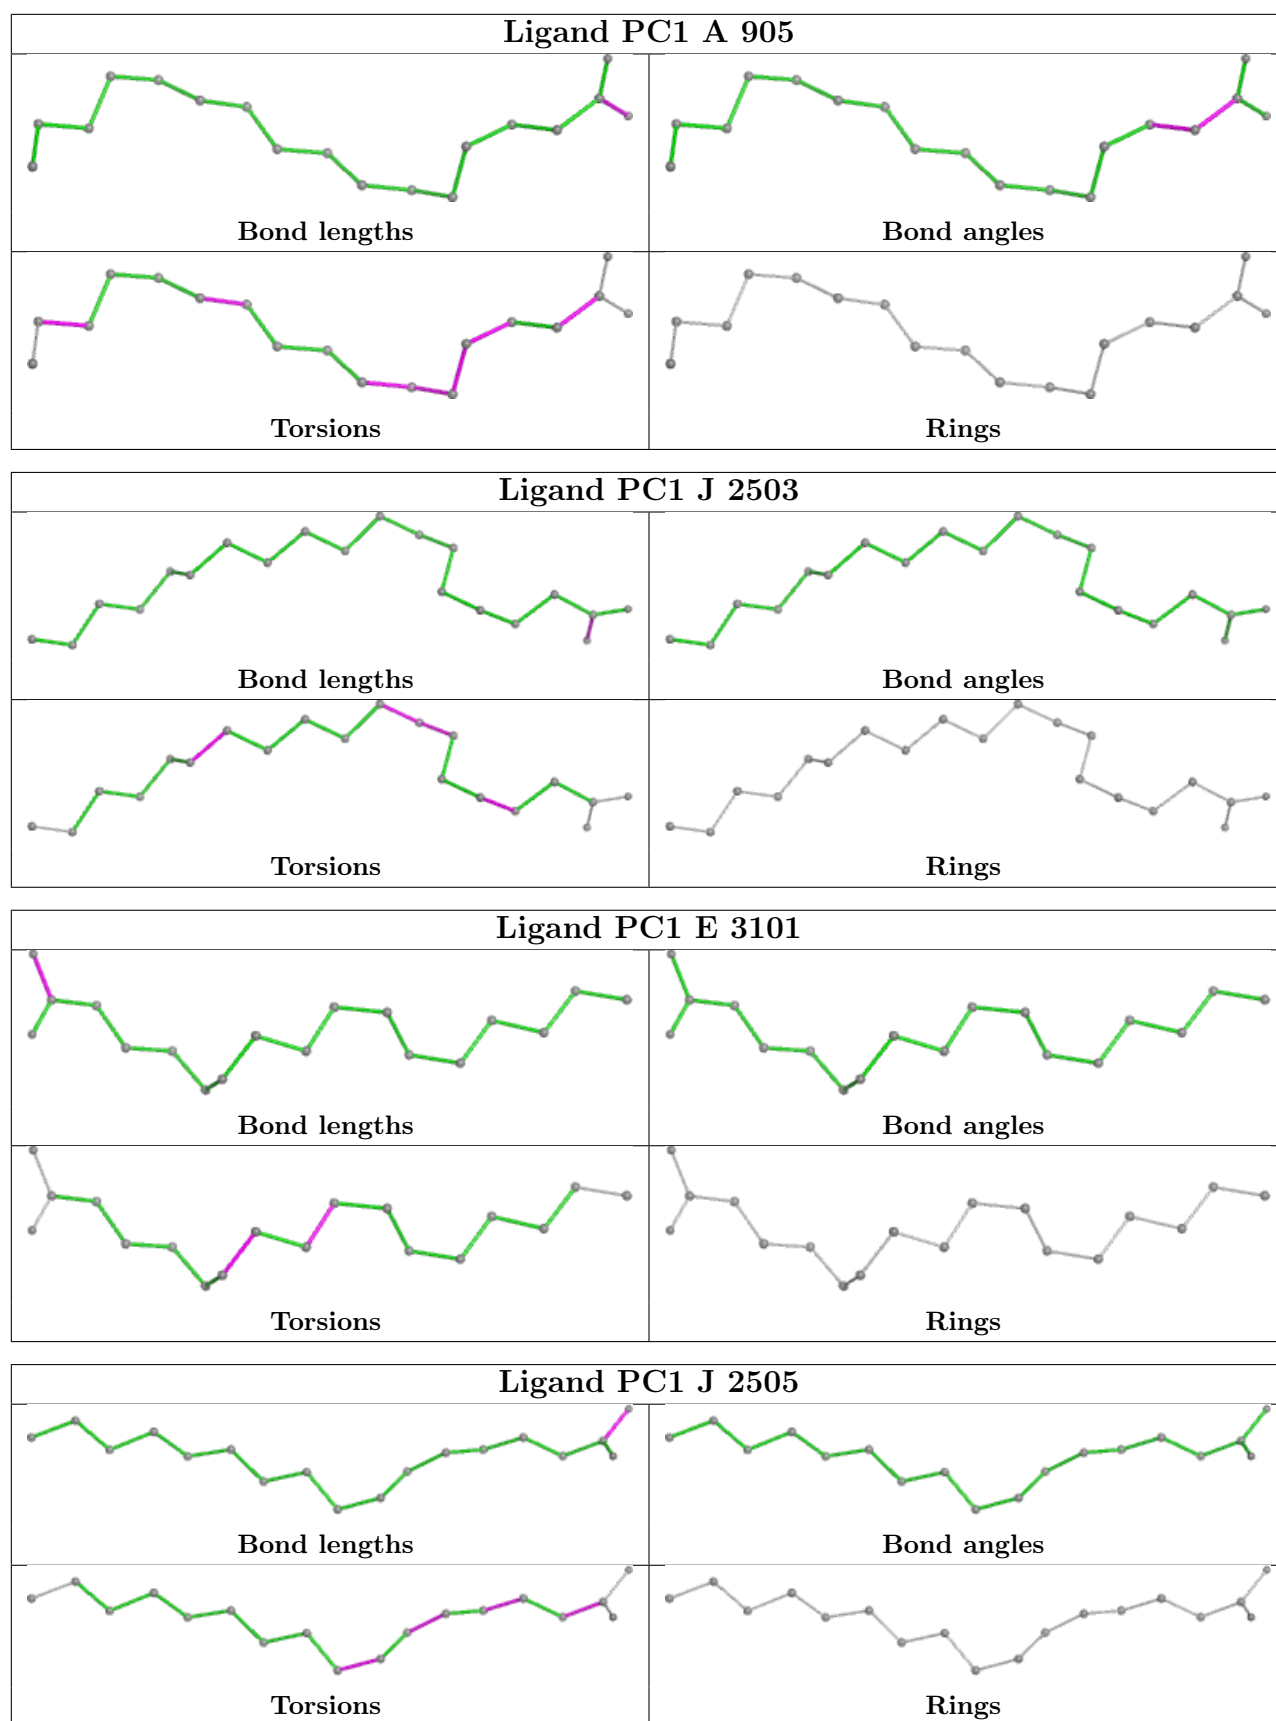 Ligand PC1 A 905
Bond lengths
Bond angles
Torsions
Rings
Ligand PC1 J 2503
Bond lengths
Bond angles
Torsions
Rings
Ligand PC1 E 3101
Bond lengths
Bond angles
Torsions
Rings
Ligand PC1 J 2505
Bond lengths
Bond angles
Torsions
Rings